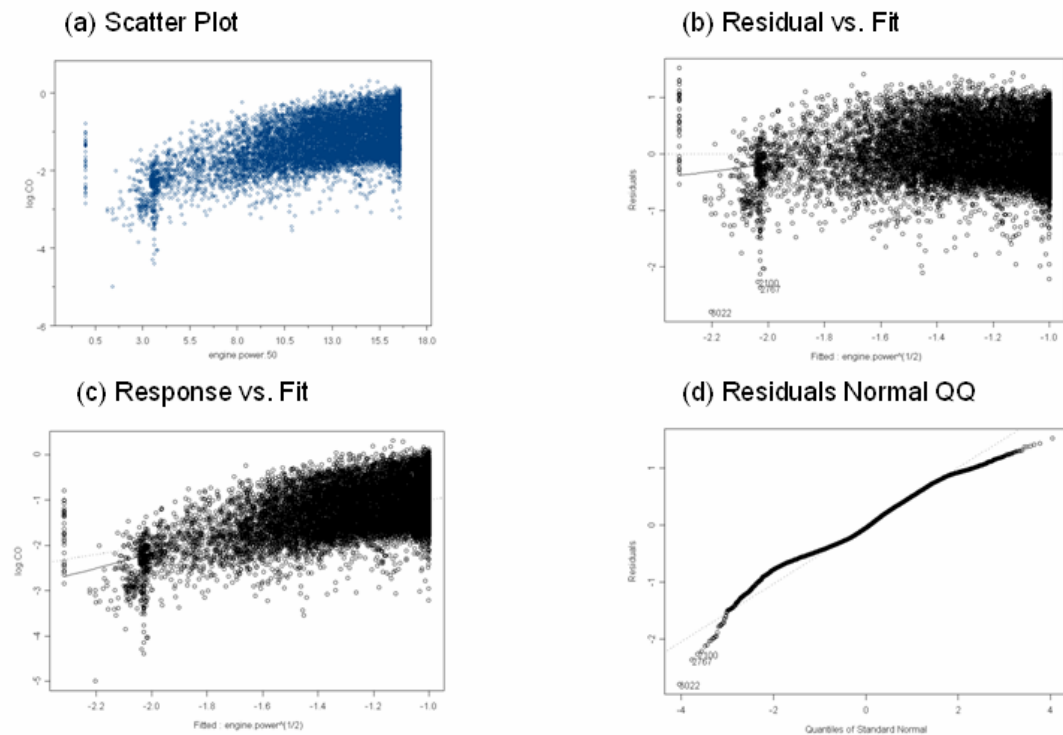 (a) Scatter Plot
0
-2
-4
-6
log CO
0.5 3.0 5.5 8.0 10.5 13.0 15.5 18.0
engine power.50
(b) Residual vs. Fit
1
0
-1
-2
Residuals
2100
2767
-2.2 -2.0 -1.8 -1.6 -1.4 -1.2 -1.0
Fitted : engine.power^{1/2}
(c) Response vs. Fit
0
-1
-2
-3
-4
-5
log CO
-2.2 -2.0 -1.8 -1.6 -1.4 -1.2 -1.0
Fitted : engine.power^{1/2}
(d) Residuals Normal QQ
1
0
-1
-2
Residuals
2767
-4 -2 0 2 4
Quantiles of Standard Normal